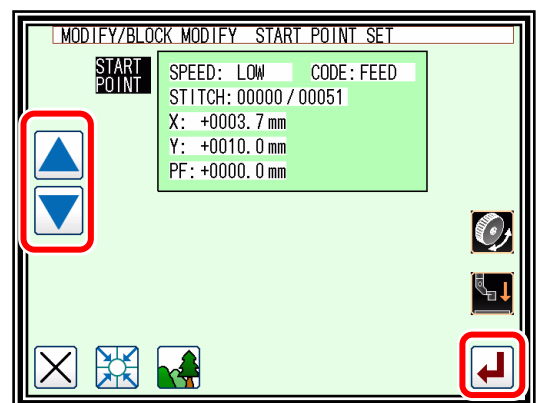 MODIFY/BLOCK MODIFY START POINT SET
START
POINT
SPEED: LOW CODE: FEED
STITCH: 00000 / 00051
X: +0003.7 mm
Y: +0010.0 mm
PF: +0000.0 mm